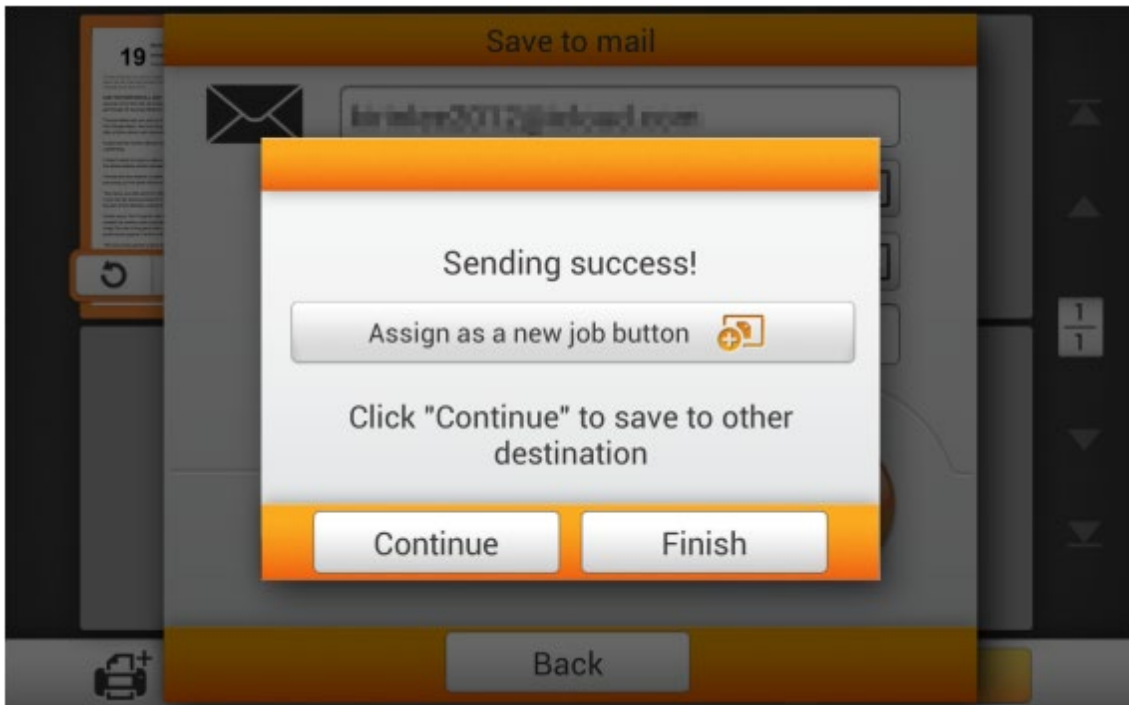 Save to mail
19
Sending success!
Assign as a new job button
Click "Continue" to save to other
destination
1
1
Continue
Finish
Back